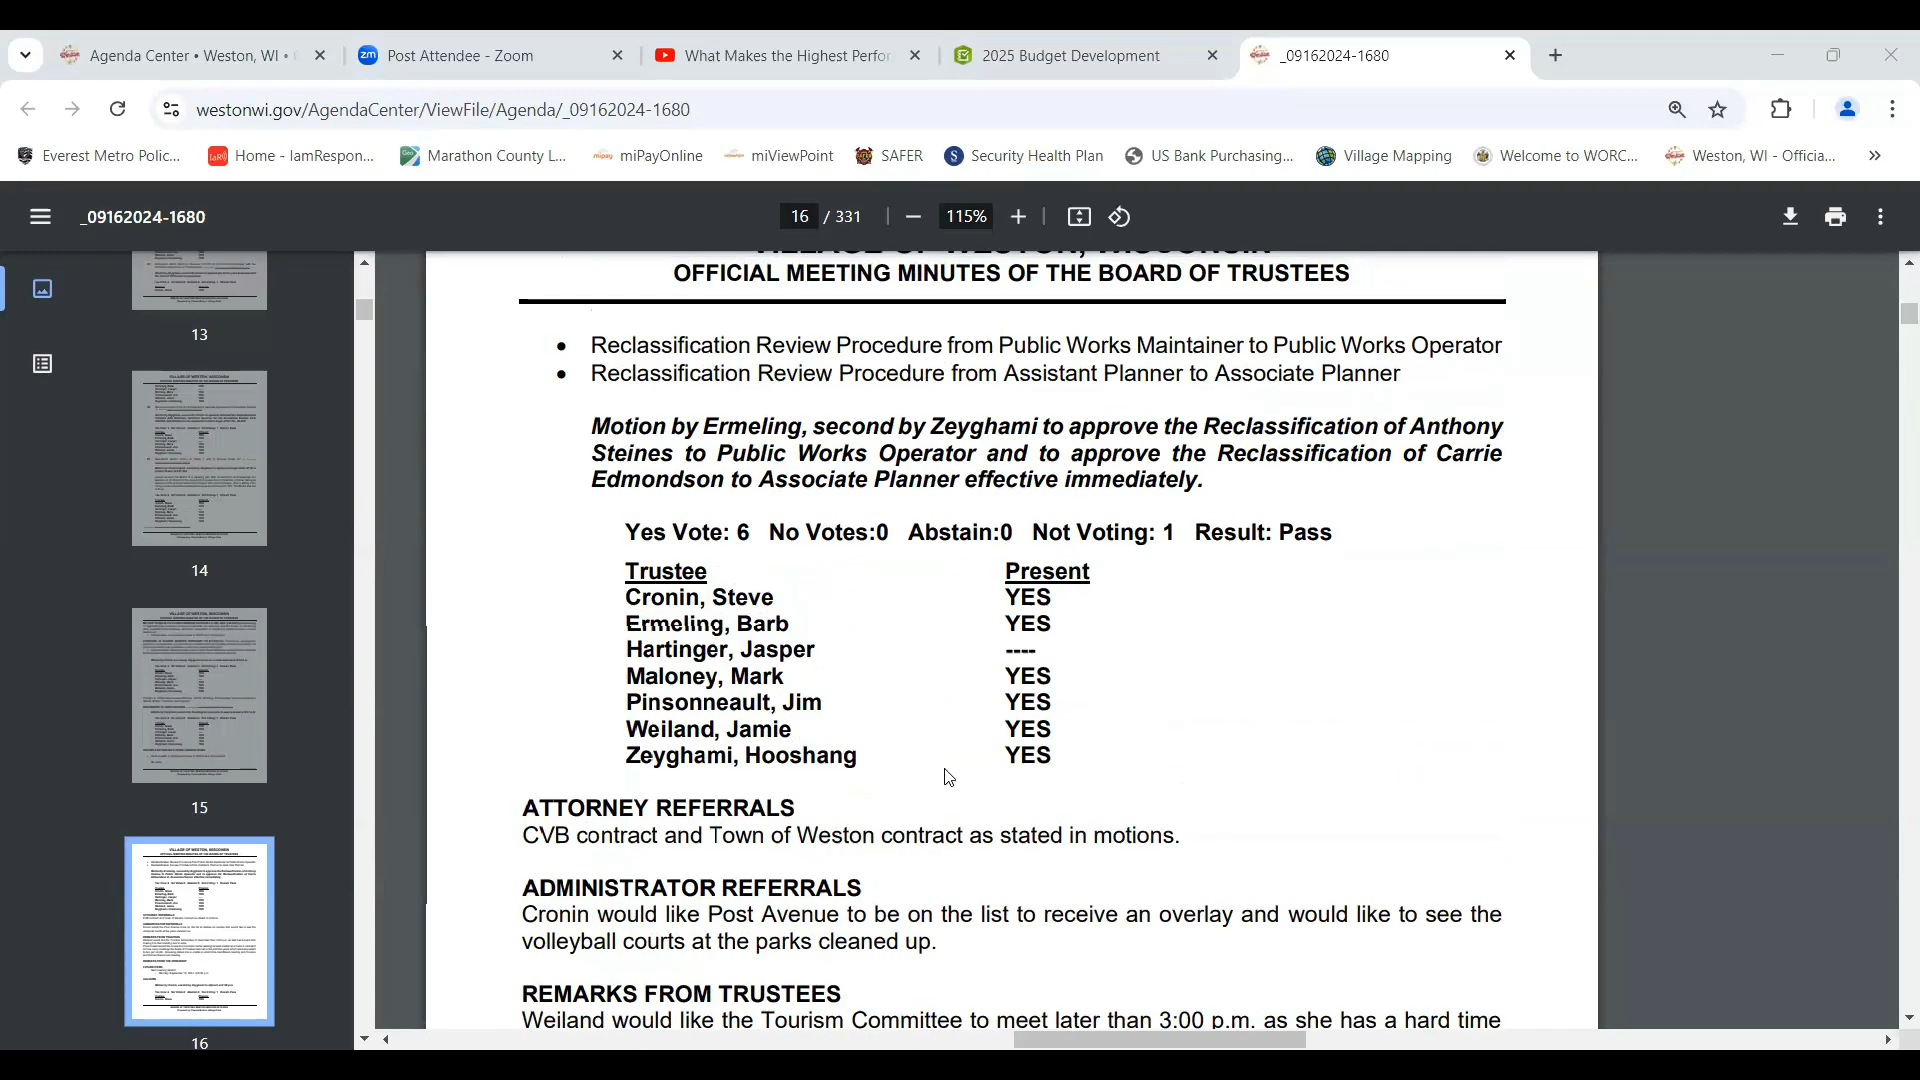 Agenda Center • Weston, WI •
Post Attendee - Zoom
What Makes the Highest Perfor
2025 Budget Development
_09162024-1680
westonwi.gov/AgendaCenter/ViewFile/Agenda/_09162024-1680
Everest Metro Polic...
Home - IamRespon...
Marathon County L...
miPayOnline
miViewPoint
SAFER
Security Health Plan
US Bank Purchasing...
Village Mapping
Welcome to WORC...
Weston, WI - Officia...
_09162024-1680
16 / 331
115%
13
14
15
16
VILLAGE OF WESTON, WISCONSIN
OFFICIAL MEETING MINUTES OF THE BOARD OF TRUSTEES
• Reclassification Review Procedure from Public Works Maintainer to Public Works Operator
• Reclassification Review Procedure from Assistant Planner to Associate Planner
Motion by Ermeling, second by Zeyghami to approve the Reclassification of Anthony
Steines to Public Works Operator and to approve the Reclassification of Carrie
Edmondson to Associate Planner effective immediately.
Yes Vote: 6 No Votes:0 Abstain:0 Not Voting: 1 Result: Pass
Trustee Present
Cronin, Steve YES
Ermeling, Barb YES
Hartinger, Jasper ----
Maloney, Mark YES
Pinsonneault, Jim YES
Weiland, Jamie YES
Zeyghami, Hooshang YES
ATTORNEY REFERRALS
CVB contract and Town of Weston contract as stated in motions.
ADMINISTRATOR REFERRALS
Cronin would like Post Avenue to be on the list to receive an overlay and would like to see the
volleyball courts at the parks cleaned up.
REMARKS FROM TRUSTEES
Weiland would like the Tourism Committee to meet later than 3:00 p.m. as she has a hard time